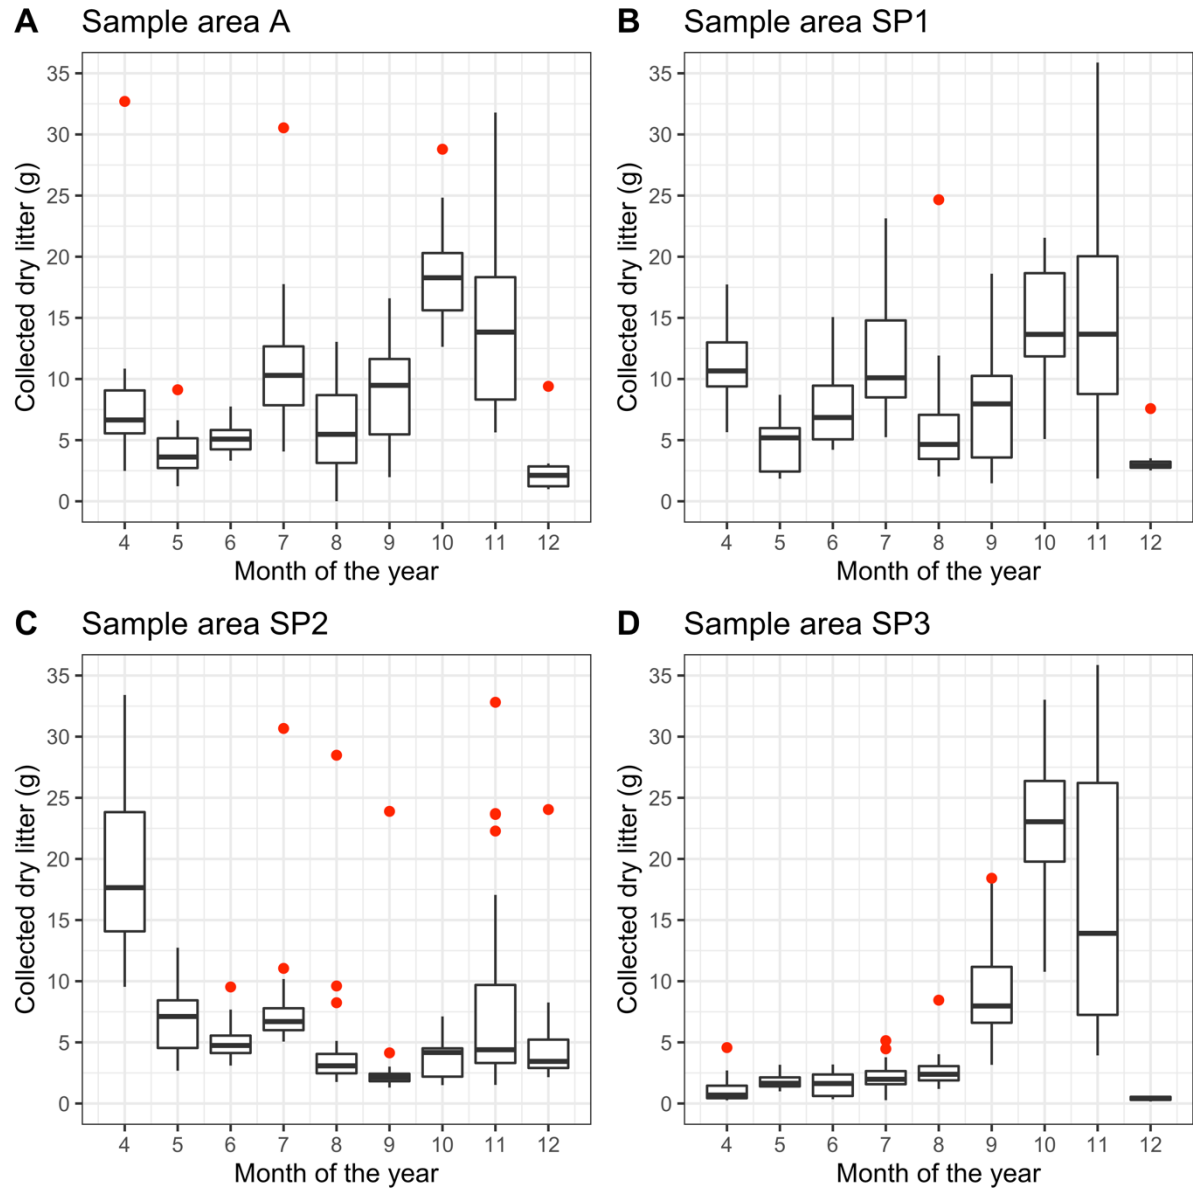 A Sample area A
35
30
25
20
15
10
5
0
Collected dry litter (g)
4 5 6 7 8 9 10 11 12
Month of the year
B Sample area SP1
35
30
25
20
15
10
5
0
Collected dry litter (g)
4 5 6 7 8 9 10 11 12
Month of the year
C Sample area SP2
35
30
25
20
15
10
5
0
Collected dry litter (g)
4 5 6 7 8 9 10 11 12
Month of the year
D Sample area SP3
35
30
25
20
15
10
5
0
Collected dry litter (g)
4 5 6 7 8 9 10 11 12
Month of the year